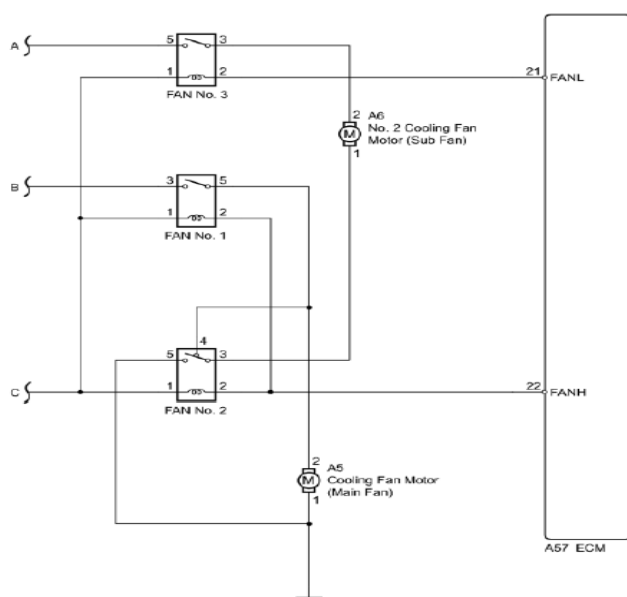 A
5
3
1
2
FAN No. 3
21
FANL
2
A6
No. 2 Cooling Fan
Motor (Sub Fan)
M
1
B
3
5
1
2
FAN No. 1
4
5
3
C
1
2
FAN No. 2
22
FANH
2
A5
Cooling Fan Motor
(Main Fan)
M
1
A57 ECM